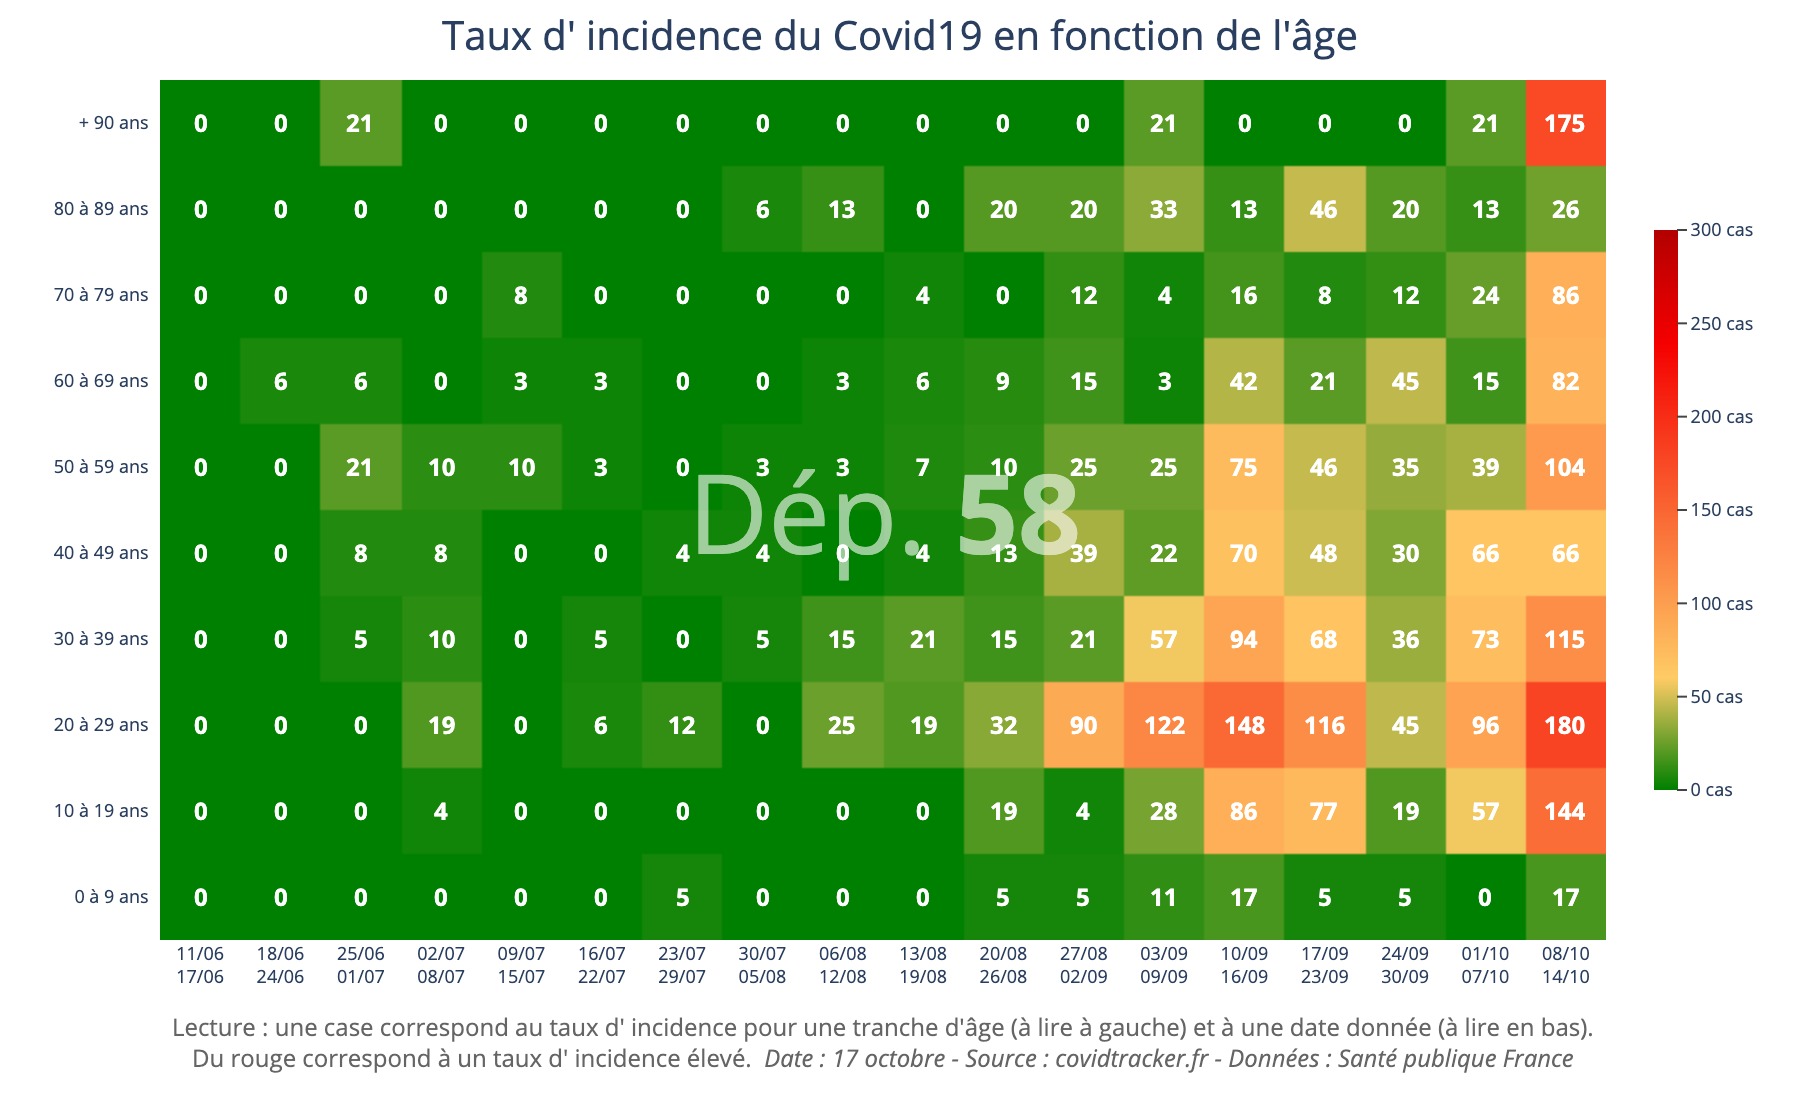 Taux d' incidence du Covid19 en fonction de l'âge
+ 90 ans 0 0 21 0 0 0 0 0 0 0 0 0 21 0 0 0 21 175
80 à 89 ans 0 0 0 0 0 0 0 6 13 0 20 20 33 13 46 20 13 26
300 cas
70 à 79 ans 0 0 0 0 8 0 0 0 0 4 0 12 4 16 8 12 24 86
250 cas
60 à 69 ans 0 6 6 0 3 3 0 0 3 6 9 15 3 42 21 45 15 82
200 cas
50 à 59 ans 0 0 21 10 10 3 0 3 3 7 10 25 25 75 46 35 39 104
150 cas
Dép. 58
40 à 49 ans 0 0 8 8 0 0 4 4 0 4 13 39 22 70 48 30 66 66
100 cas
30 à 39 ans 0 0 5 10 0 5 0 5 15 21 15 21 57 94 68 36 73 115
50 cas
20 à 29 ans 0 0 0 19 0 6 12 0 25 19 32 90 122 148 116 45 96 180
0 cas
10 à 19 ans 0 0 0 4 0 0 0 0 0 0 19 4 28 86 77 19 57 144
0 à 9 ans 0 0 0 0 0 0 5 0 0 0 5 5 11 17 5 5 0 17
11/06 18/06 25/06 02/07 09/07 16/07 23/07 30/07 06/08 13/08 20/08 27/08 03/09 10/09 17/09 24/09 01/10 08/10
17/06 24/06 01/07 08/07 15/07 22/07 29/07 05/08 12/08 19/08 26/08 02/09 09/09 16/09 23/09 30/09 07/10 14/10
Lecture : une case correspond au taux d' incidence pour une tranche d'âge (à lire à gauche) et à une date donnée (à lire en bas).
Du rouge correspond à un taux d' incidence élevé. Date : 17 octobre - Source : covidtracker.fr - Données : Santé publique France